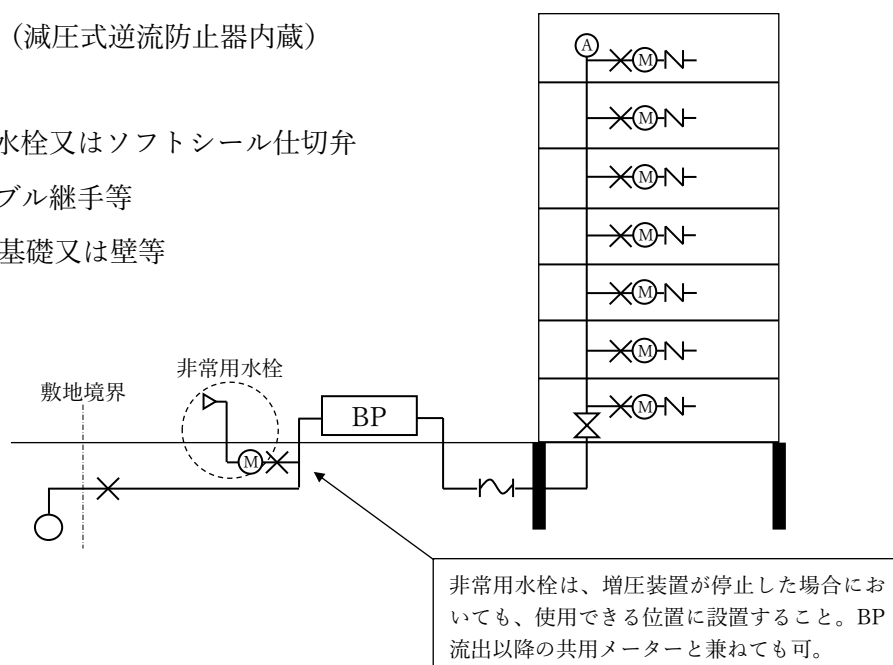 （減圧式逆流防止器内蔵）
水栓又はソフトシール仕切弁
ブル継手等
基礎又は壁等
A
M
M
M
M
M
M
M
非常用水栓
敷地境界
BP
M
非常用水栓は、増圧装置が停止した場合にお
いても、使用できる位置に設置すること。BP
流出以降の共用メーターと兼ねても可。